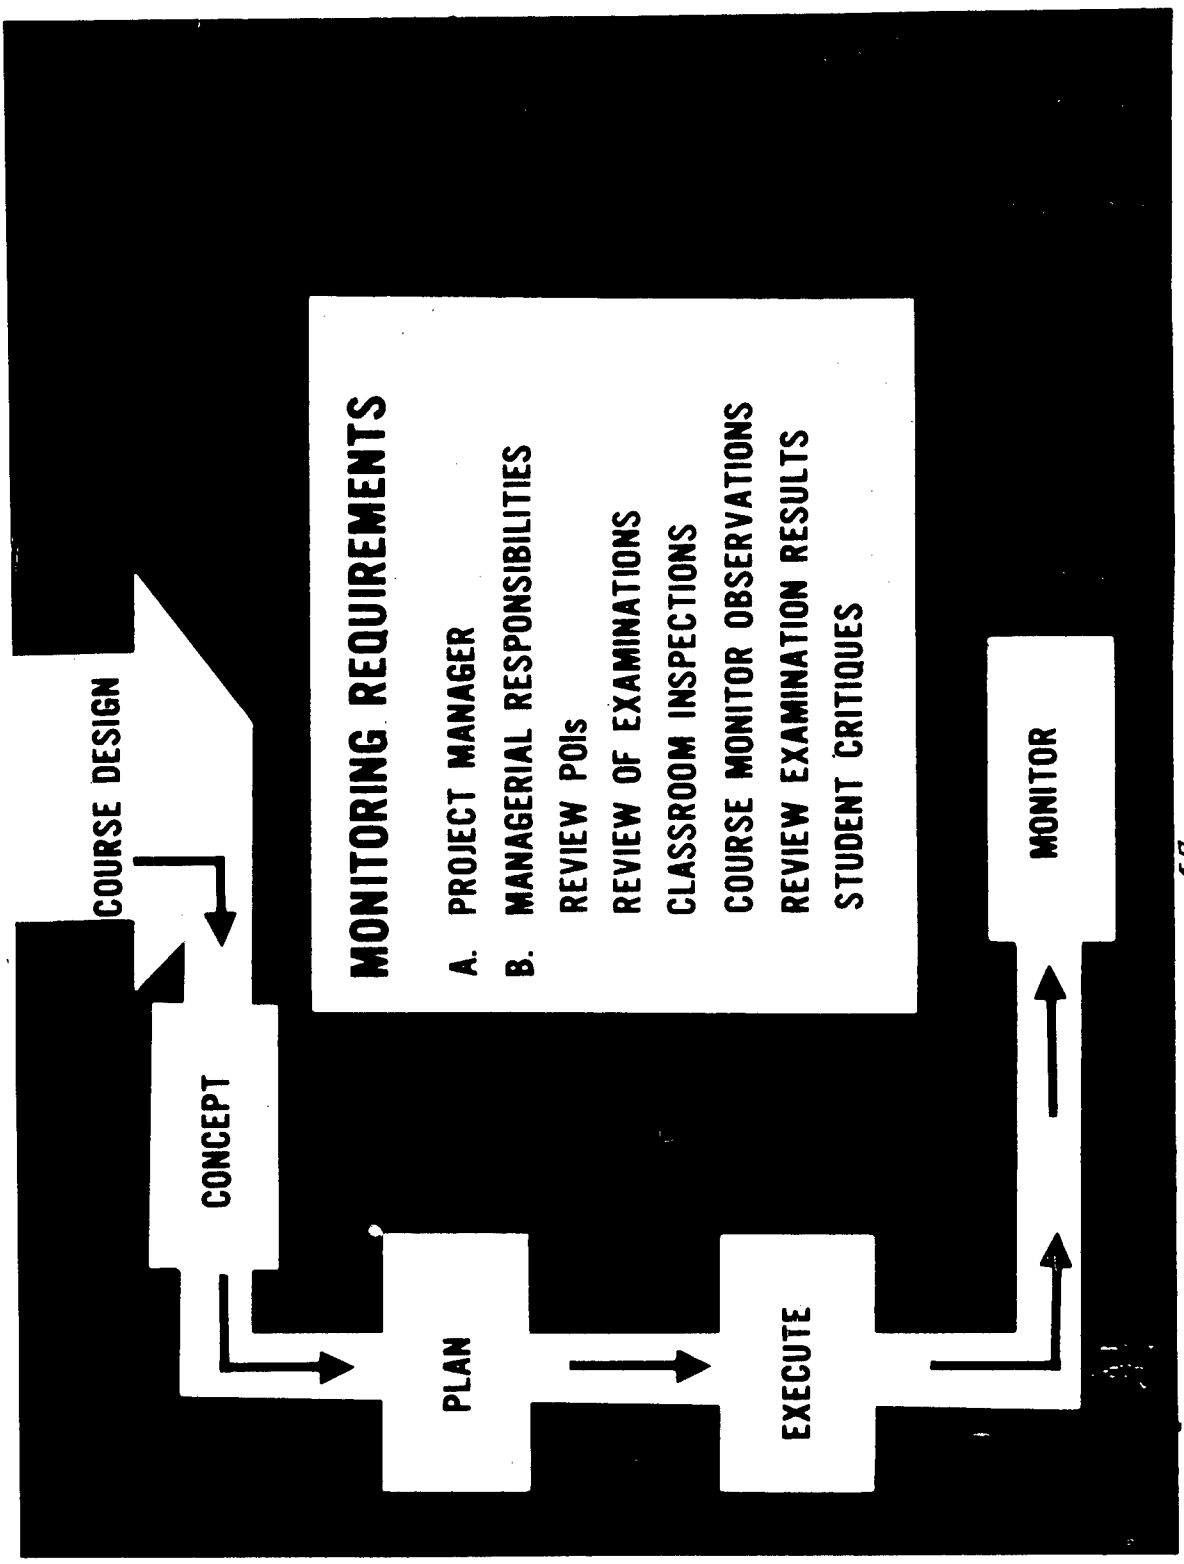 COURSE DESIGN
CONCEPT
PLAN
EXECUTE
MONITOR
MONITORING REQUIREMENTS
A. PROJECT MANAGER
B. MANAGERIAL RESPONSIBILITIES
REVIEW POIs
REVIEW OF EXAMINATIONS
CLASSROOM INSPECTIONS
COURSE MONITOR OBSERVATIONS
REVIEW EXAMINATION RESULTS
STUDENT CRITIQUES